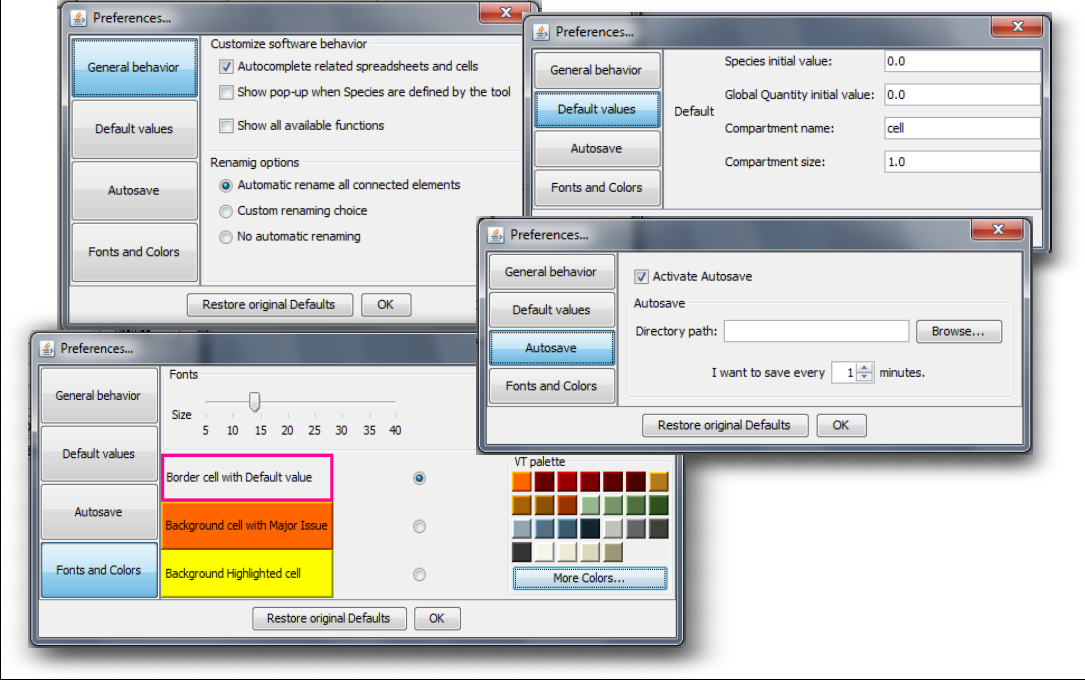 Preferences...
General behavior
Default values
Autosave
Fonts and Colors
Customize software behavior
Autocomplete related spreadsheets and cells
Show pop-up when Species are defined by the tool
Show all available functions
Renamig options
Automatic rename all connected elements
Custom renaming choice
No automatic renaming
Restore original Defaults OK
Preferences...
General behavior
Default values
Autosave
Fonts and Colors
Default
Species initial value: 0.0
Global Quantity initial value: 0.0
Compartment name: cell
Compartment size: 1.0
Preferences...
General behavior
Default values
Autosave
Fonts and Colors
Activate Autosave
Autosave
Directory path: Browse...
I want to save every 1 minutes.
Restore original Defaults OK
Preferences...
General behavior
Default values
Autosave
Fonts and Colors
Fonts
Size
5 10 15 20 25 30 35 40
Border cell with Default value
Background cell with Major Issue
Background Highlighted cell
VT palette
More Colors...
Restore original Defaults OK